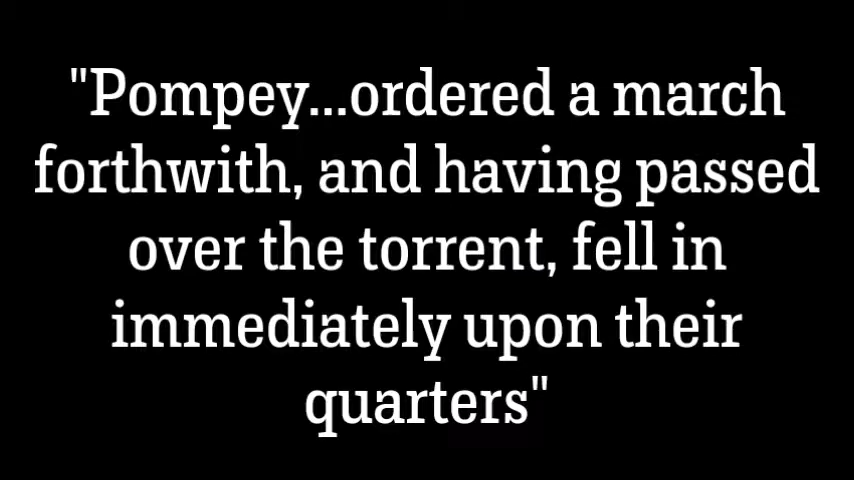 "Pompey...ordered a march
forthwith, and having passed
over the torrent, fell in
immediately upon their
quarters"